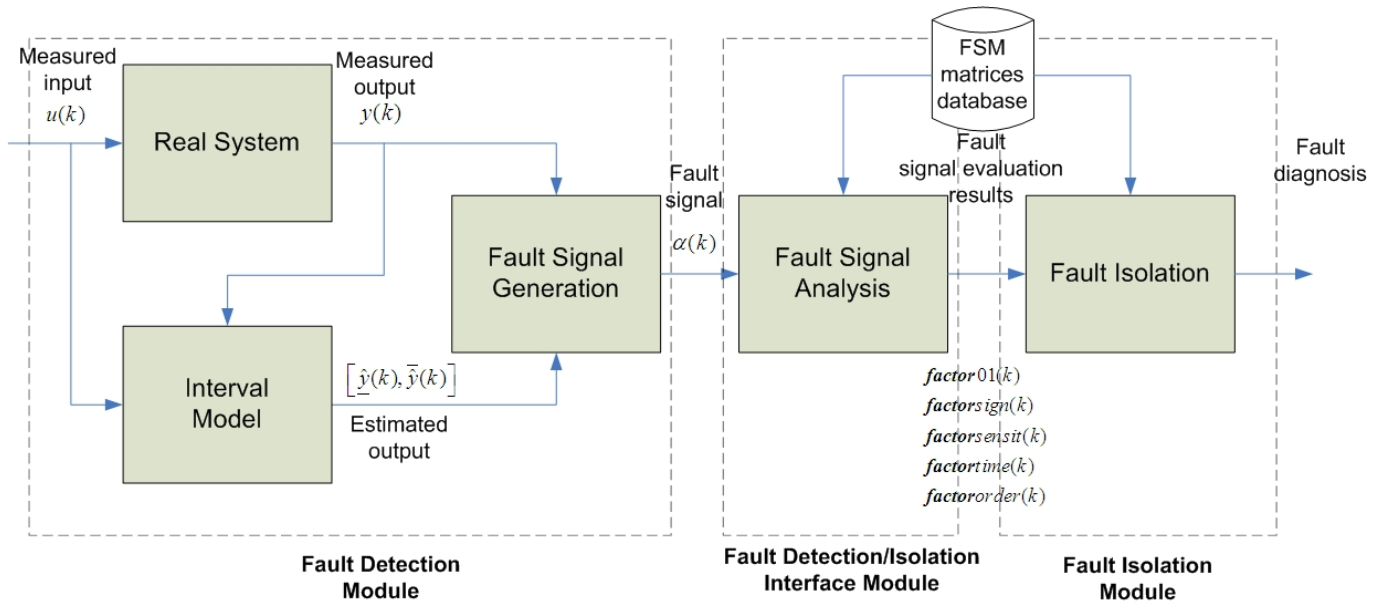 Measured
input
u(k)
Real System
Measured
output
y(k)
Interval
Model
[ŷ̲(k), ŷ̅(k)]
Estimated
output
Fault Signal
Generation
Fault
signal
α(k)
FSM
matrices
database
Fault Signal
Analysis
Fault
signal evaluation
results
factor01(k)
factorsign(k)
factorsensit(k)
factortime(k)
factororder(k)
Fault Isolation
Fault
diagnosis
Fault Detection
Module
Fault Detection/Isolation
Interface Module
Fault Isolation
Module